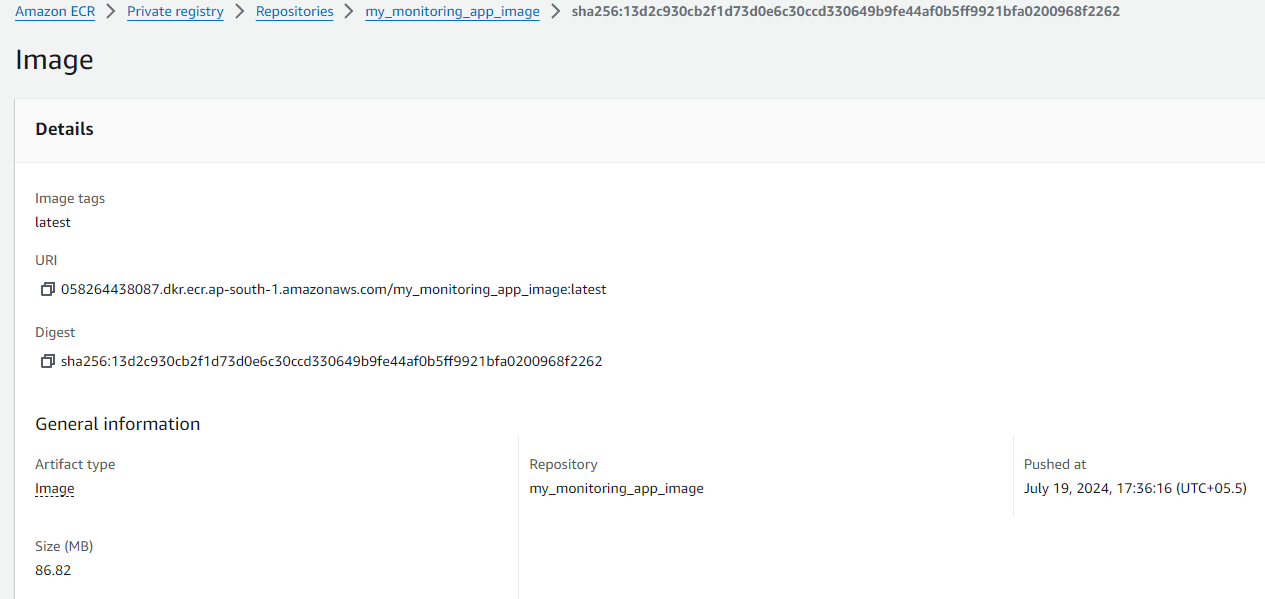 Amazon ECR > Private registry > Repositories > my_monitoring_app_image > sha256:13d2c930cb2f1d73d0e6c30ccd330649b9fe44af0b5ff9921bfa0200968f2262
Image
Details
Image tags
latest
URI
058264438087.dkr.ecr.ap-south-1.amazonaws.com/my_monitoring_app_image:latest
Digest
sha256:13d2c930cb2f1d73d0e6c30ccd330649b9fe44af0b5ff9921bfa0200968f2262
General information
Artifact type
Image
Repository
my_monitoring_app_image
Pushed at
July 19, 2024, 17:36:16 (UTC+05.5)
Size (MB)
86.82